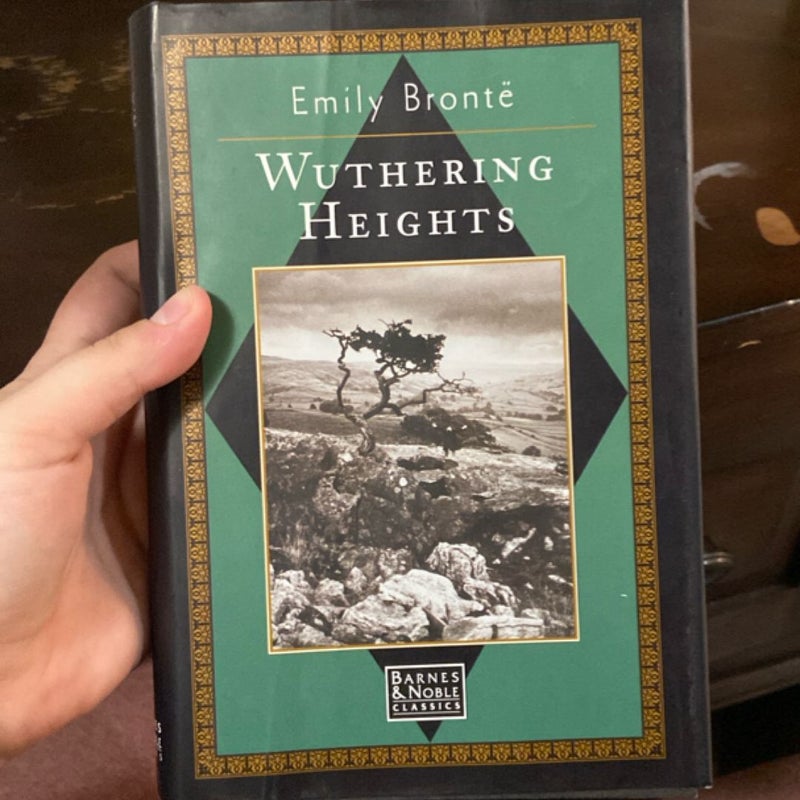 Emily Brontë
WUTHERING
HEIGHTS
BARNES
& NOBLE
CLASSICS